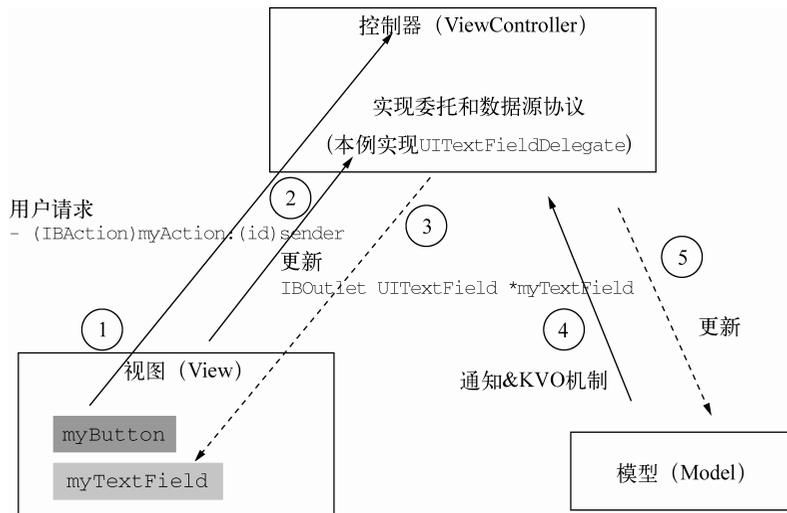 控制器（ViewController）
实现委托和数据源协议
（本例实现UITextFieldDelegate）
用户请求
- (IBAction)myAction:(id)sender
②
③
更新
IBOutlet UITextField *myTextField
⑤
①
④
更新
视图（View）
通知&KVO机制
myButton
myTextField
模型（Model）